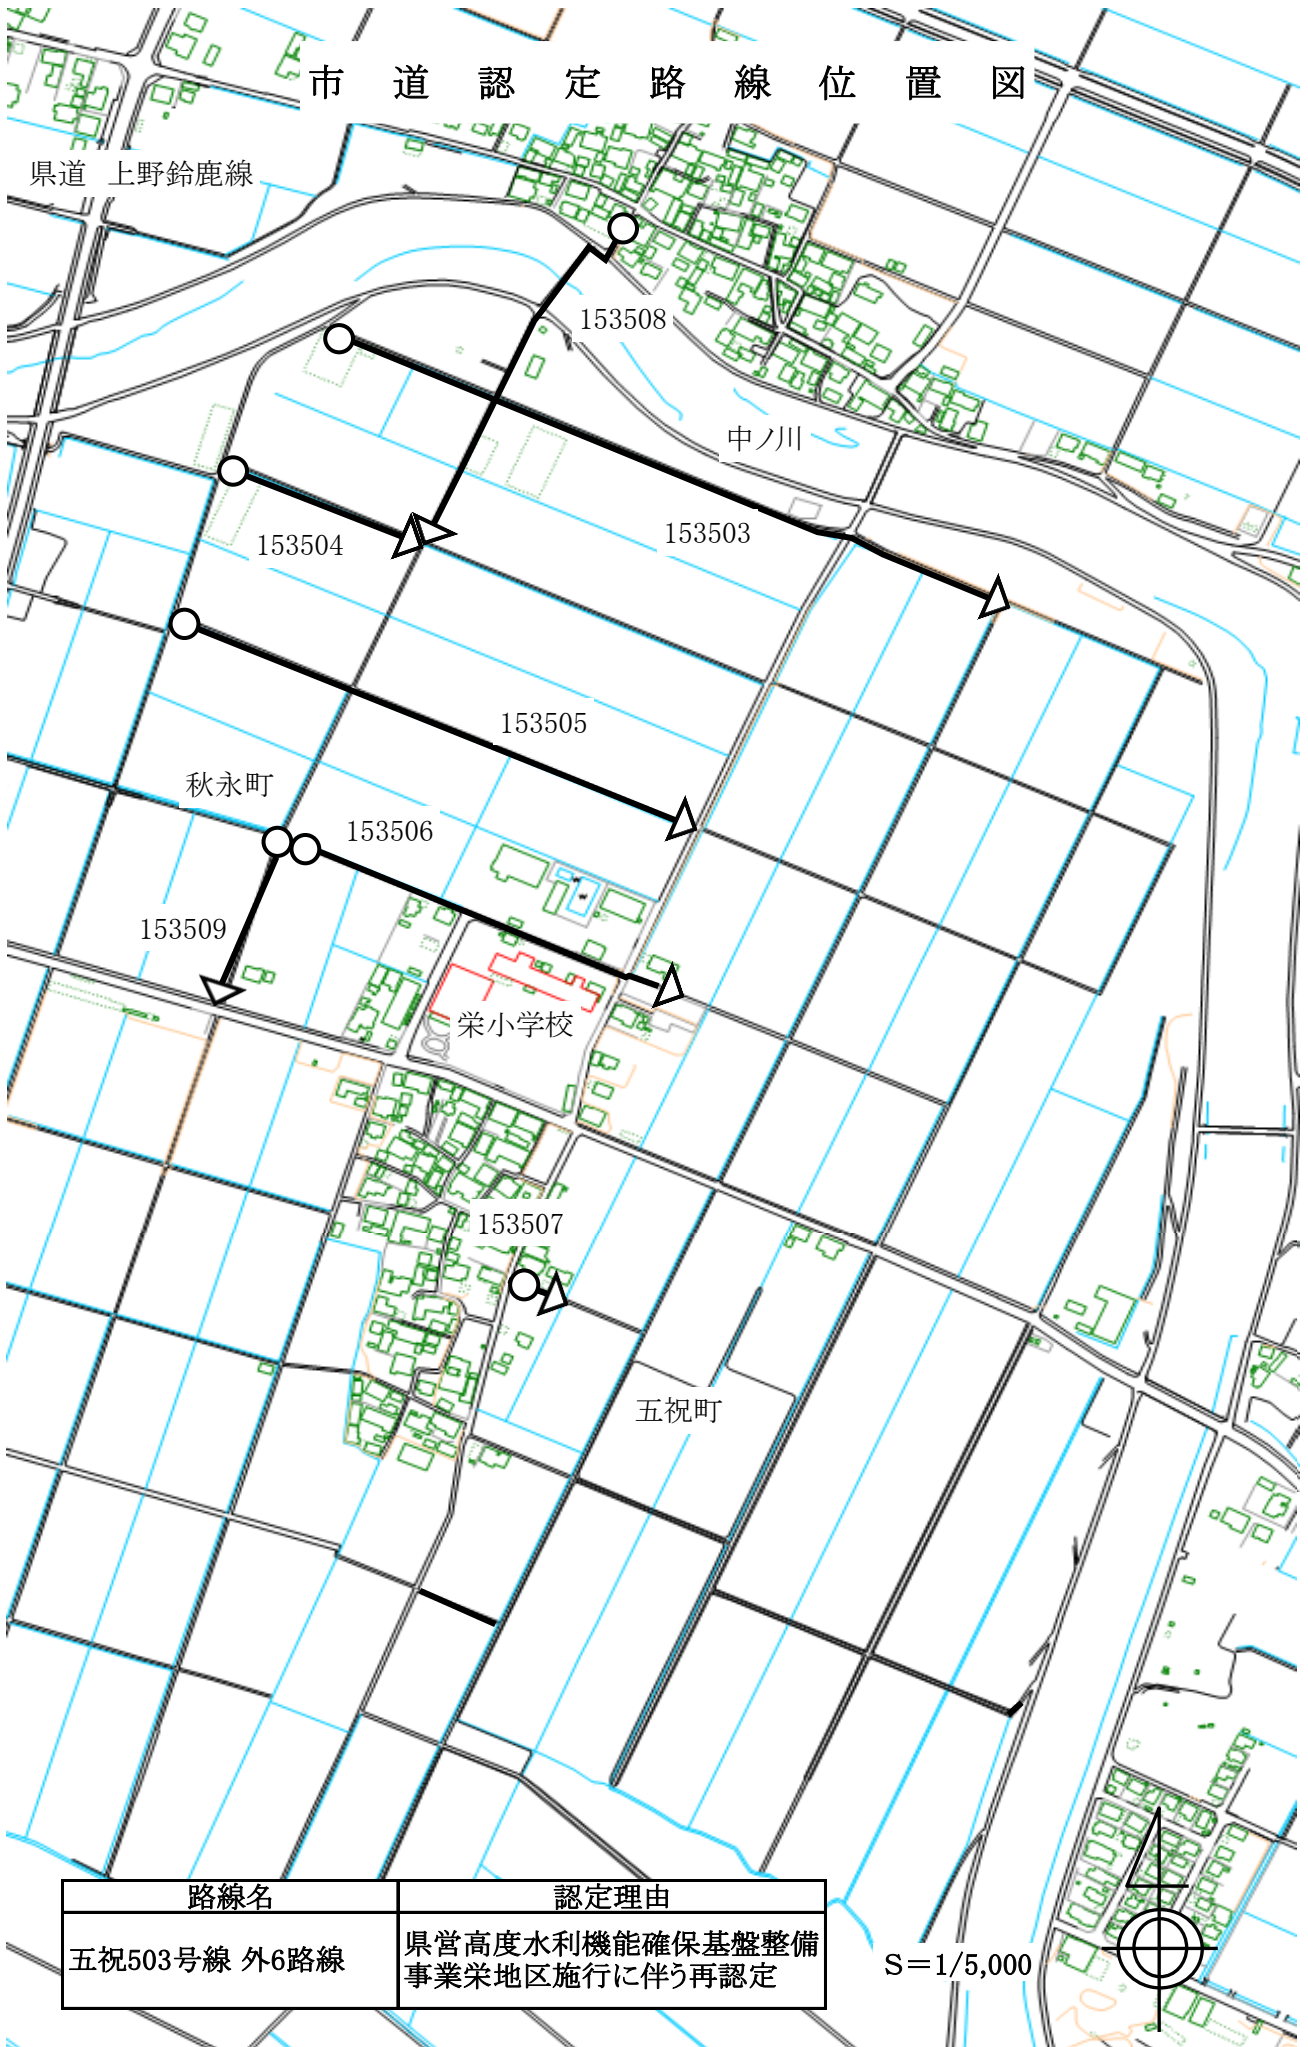 市道認定路線位置図
県道 上野鈴鹿線
153508
中ノ川
153503
153504
153505
秋永町
153506
153509
栄小学校
153507
五祝町
路線名
認定理由
五祝503号線 外6路線
県営高度水利機能確保基盤整備
事業栄地区施行に伴う再認定
S＝1/5,000